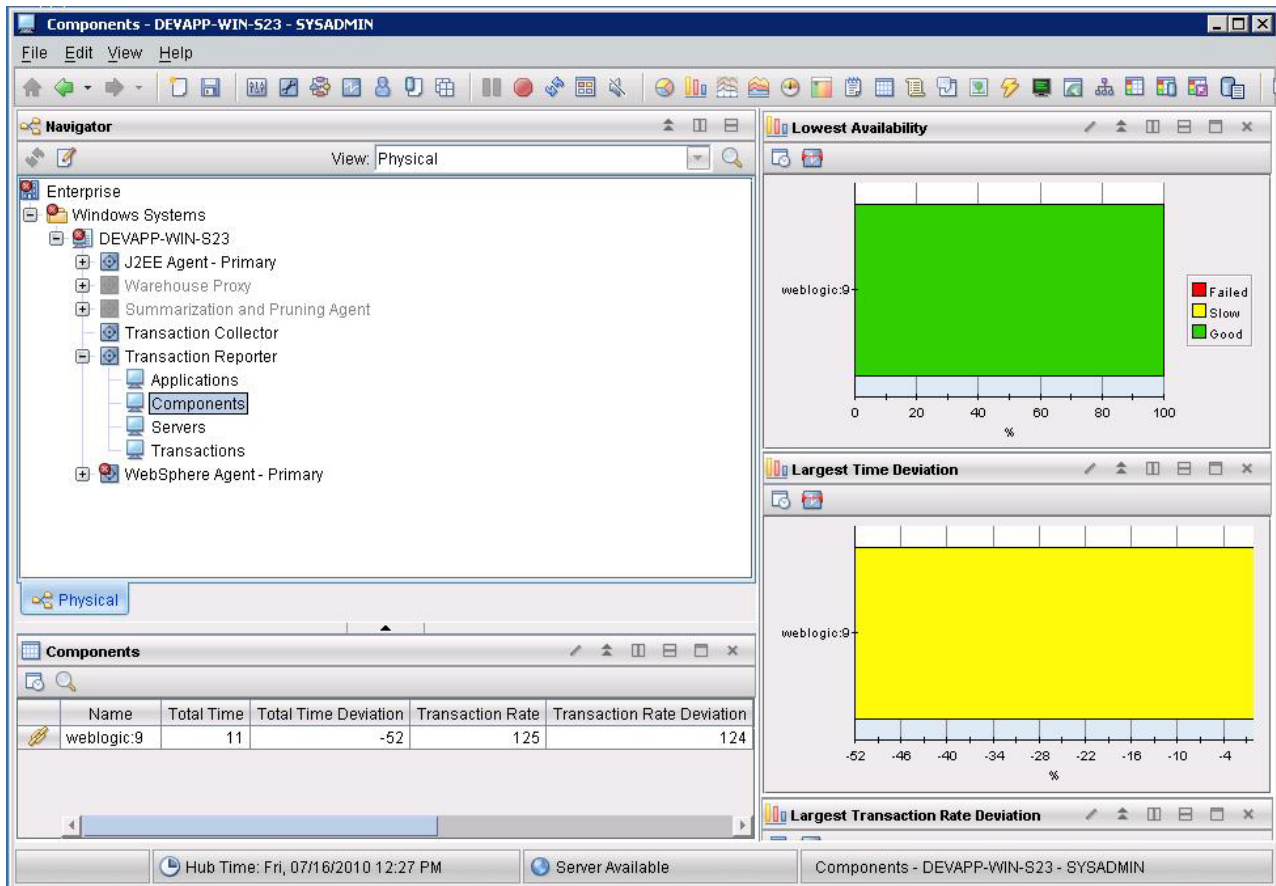 Components - DEVAPP-WIN-S23 - SYSADMIN
File Edit View Help
Navigator
View: Physical
Enterprise
Windows Systems
DEVAPP-WIN-S23
J2EE Agent - Primary
Warehouse Proxy
Summarization and Pruning Agent
Transaction Collector
Transaction Reporter
Applications
Components
Servers
Transactions
WebSphere Agent - Primary
Physical
Components
Name Total Time Total Time Deviation Transaction Rate Transaction Rate Deviation
weblogic:9 11 -52 125 124
Lowest Availability
weblogic:9
Failed
Slow
Good
0 20 40 60 80 100
%
Largest Time Deviation
weblogic:9
-52 -46 -40 -34 -28 -22 -16 -10 -4
%
Largest Transaction Rate Deviation
Hub Time: Fri, 07/16/2010 12:27 PM
Server Available
Components - DEVAPP-WIN-S23 - SYSADMIN